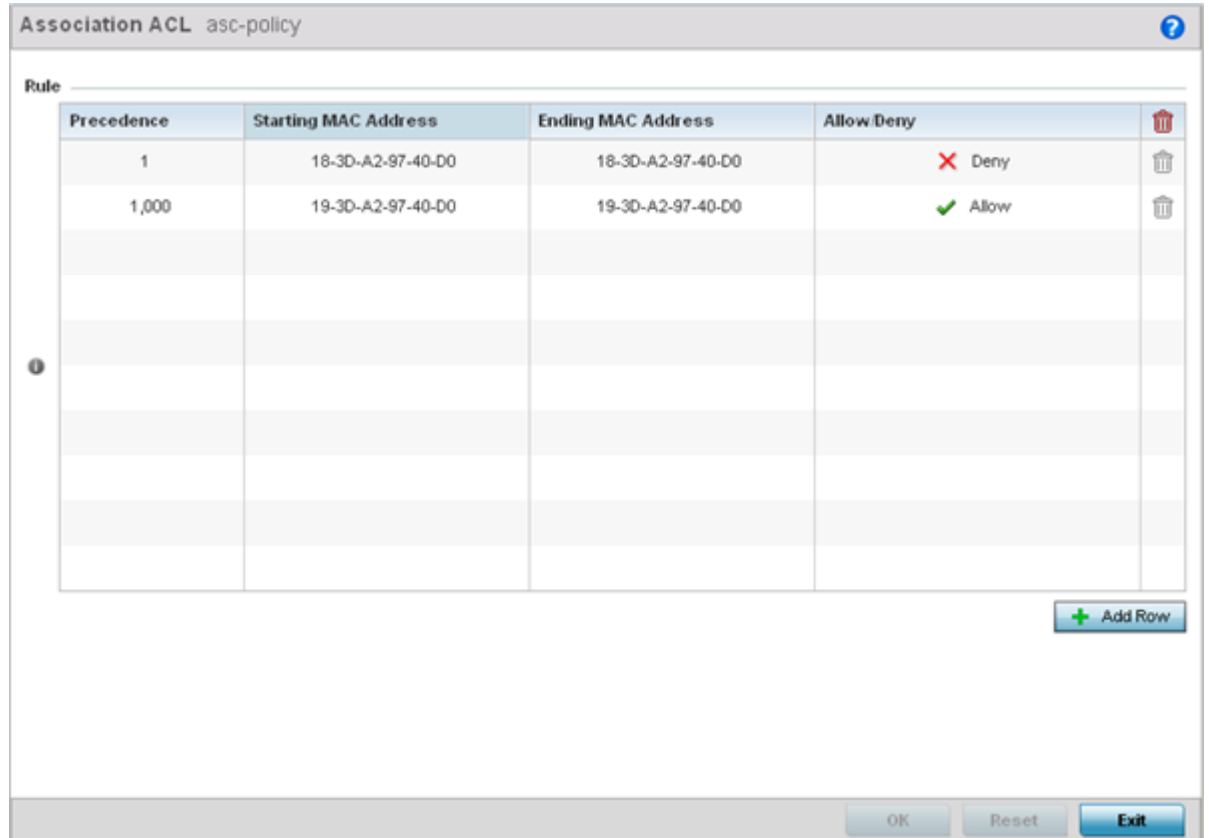 Association ACL asc-policy
Rule
Precedence Starting MAC Address Ending MAC Address Allow/Deny
1 18-3D-A2-97-40-D0 18-3D-A2-97-40-D0 Deny
1,000 19-3D-A2-97-40-D0 19-3D-A2-97-40-D0 Allow
Add Row
OK Reset Exit